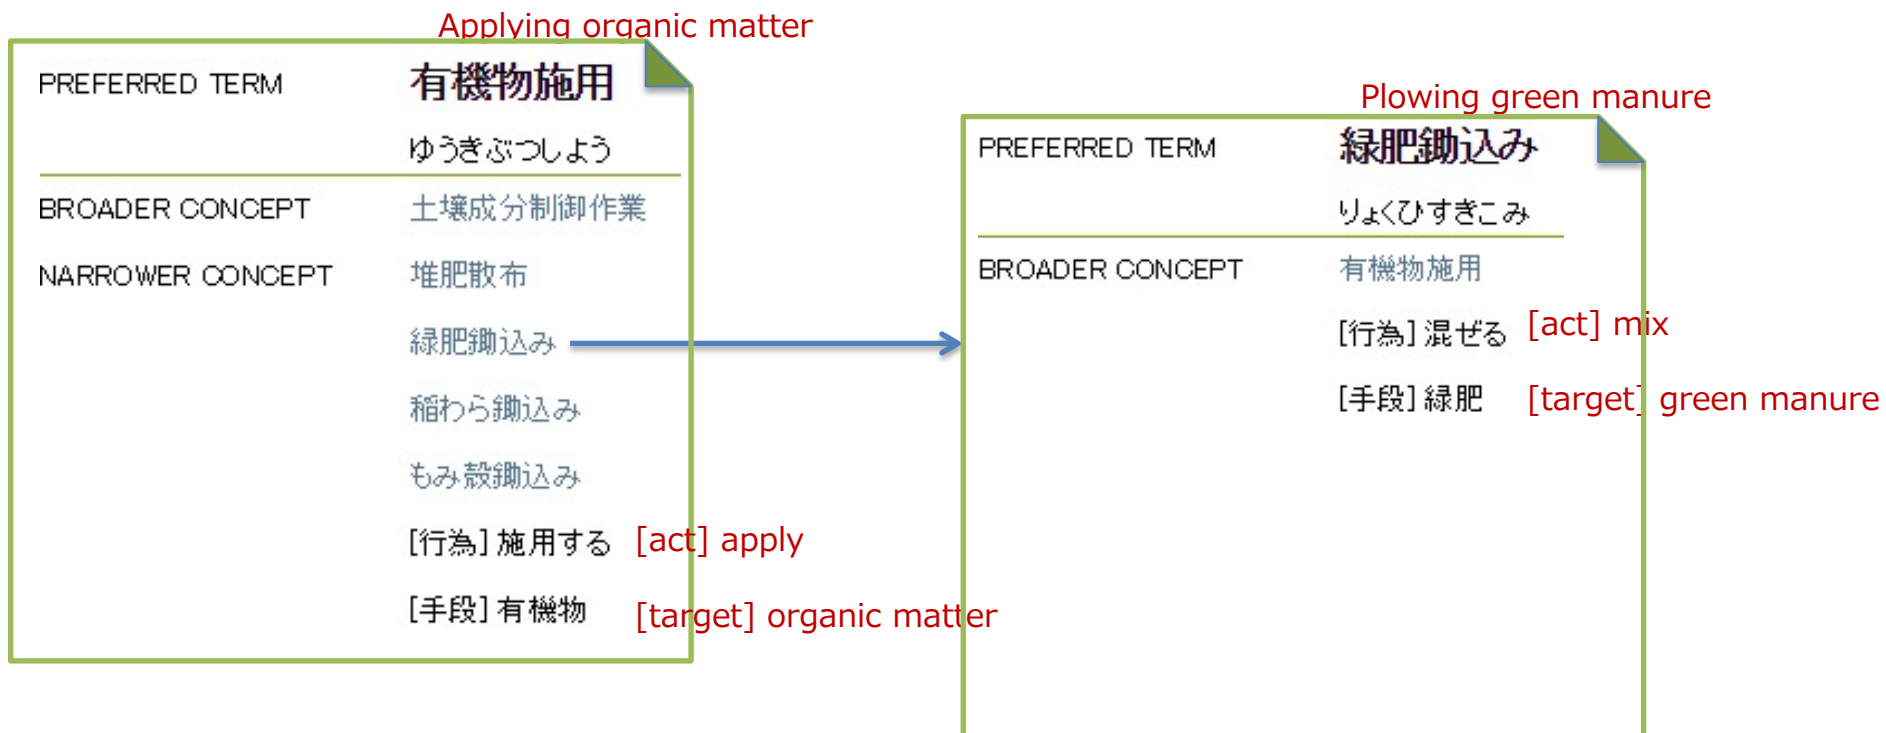 Applying organic matter
PREFERRED TERM 有機物施用
ゆうきぶつしよう
BROADER CONCEPT 土壌成分制御作業
NARROWER CONCEPT 堆肥散布
緑肥鋤込み
稲わら鋤込み
もみ殻鋤込み
[行為] 施用する [act] apply
[手段] 有機物 [target] organic matter
Plowing green manure
PREFERRED TERM 緑肥鋤込み
りょくひすきこみ
BROADER CONCEPT 有機物施用
[行為] 混ぜる [act] mix
[手段] 緑肥 [target] green manure